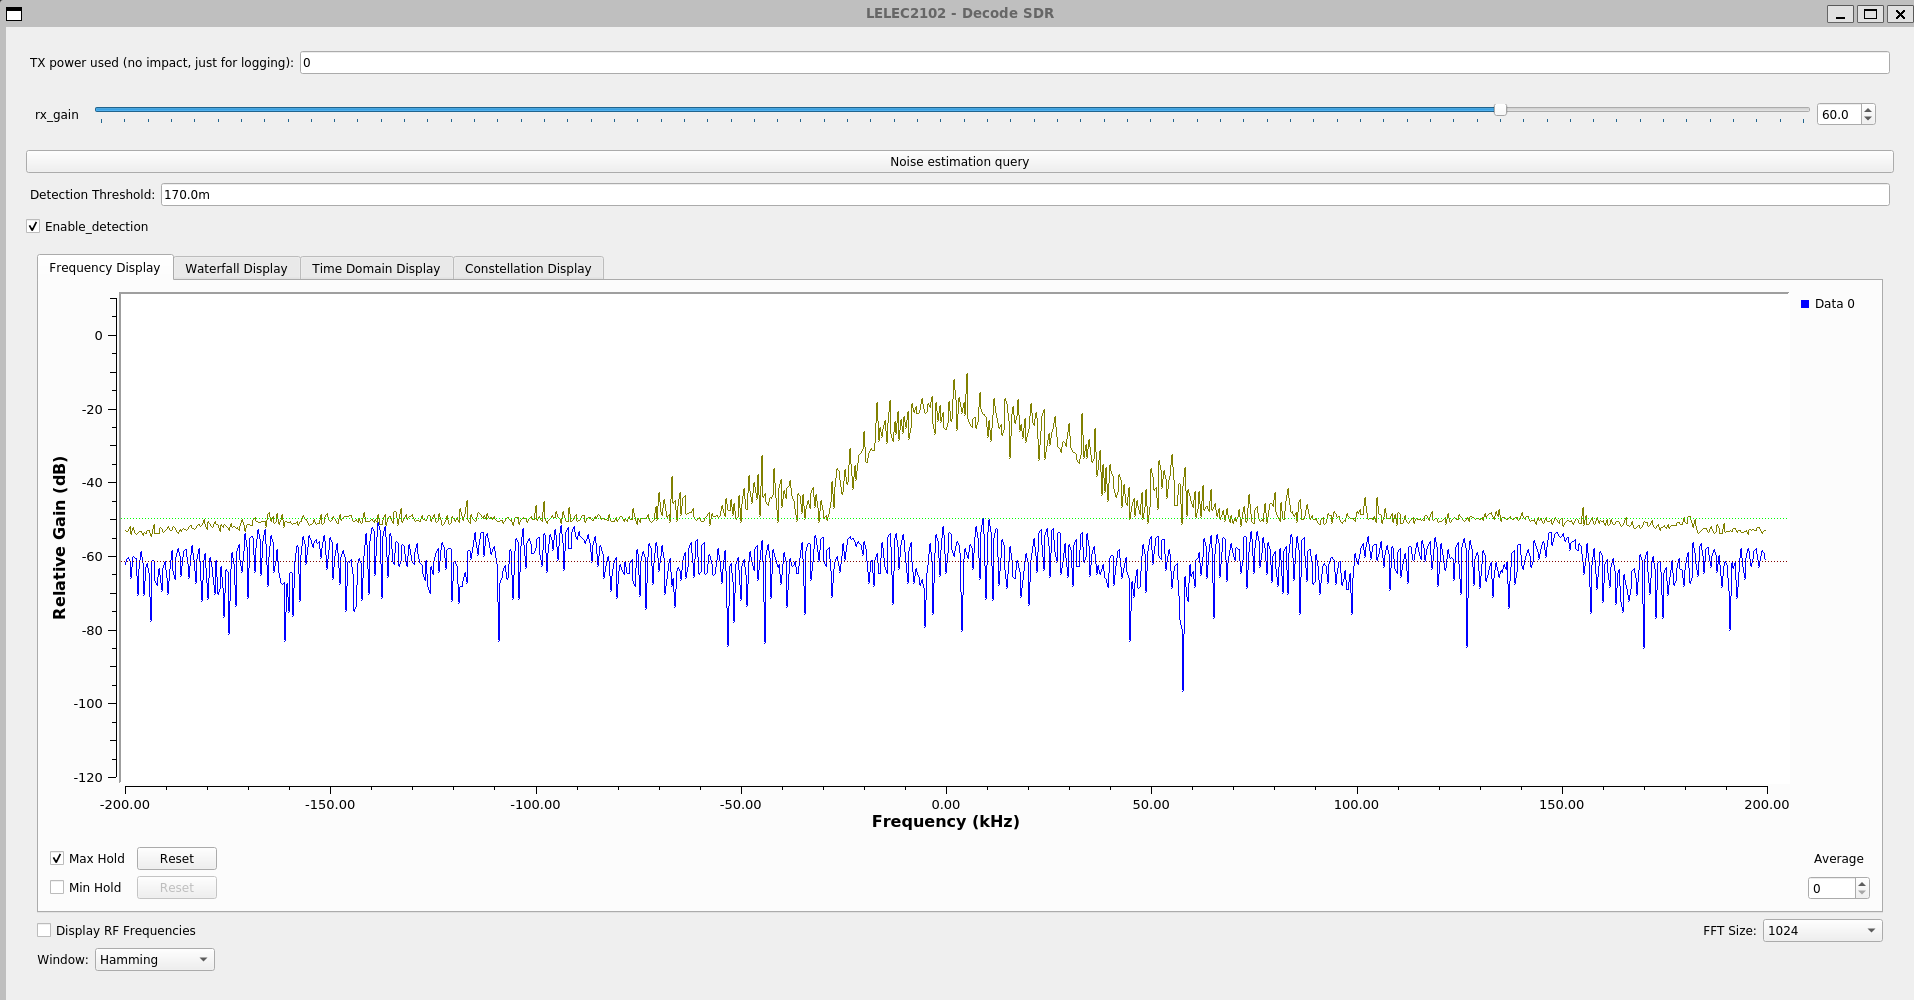 LELEC2102 - Decode SDR
TX power used (no impact, just for logging): 0
rx_gain 60.0
Noise estimation query
Detection Threshold: 170.0m
Enable_detection
Frequency Display Waterfall Display Time Domain Display Constellation Display
Data 0
0
-20
-40
-60
-80
-100
-120
Relative Gain (dB)
-200.00 -150.00 -100.00 -50.00 0.00 50.00 100.00 150.00 200.00
Frequency (kHz)
Max Hold Reset Average
Min Hold Reset 0
Display RF Frequencies FFT Size: 1024
Window: Hamming